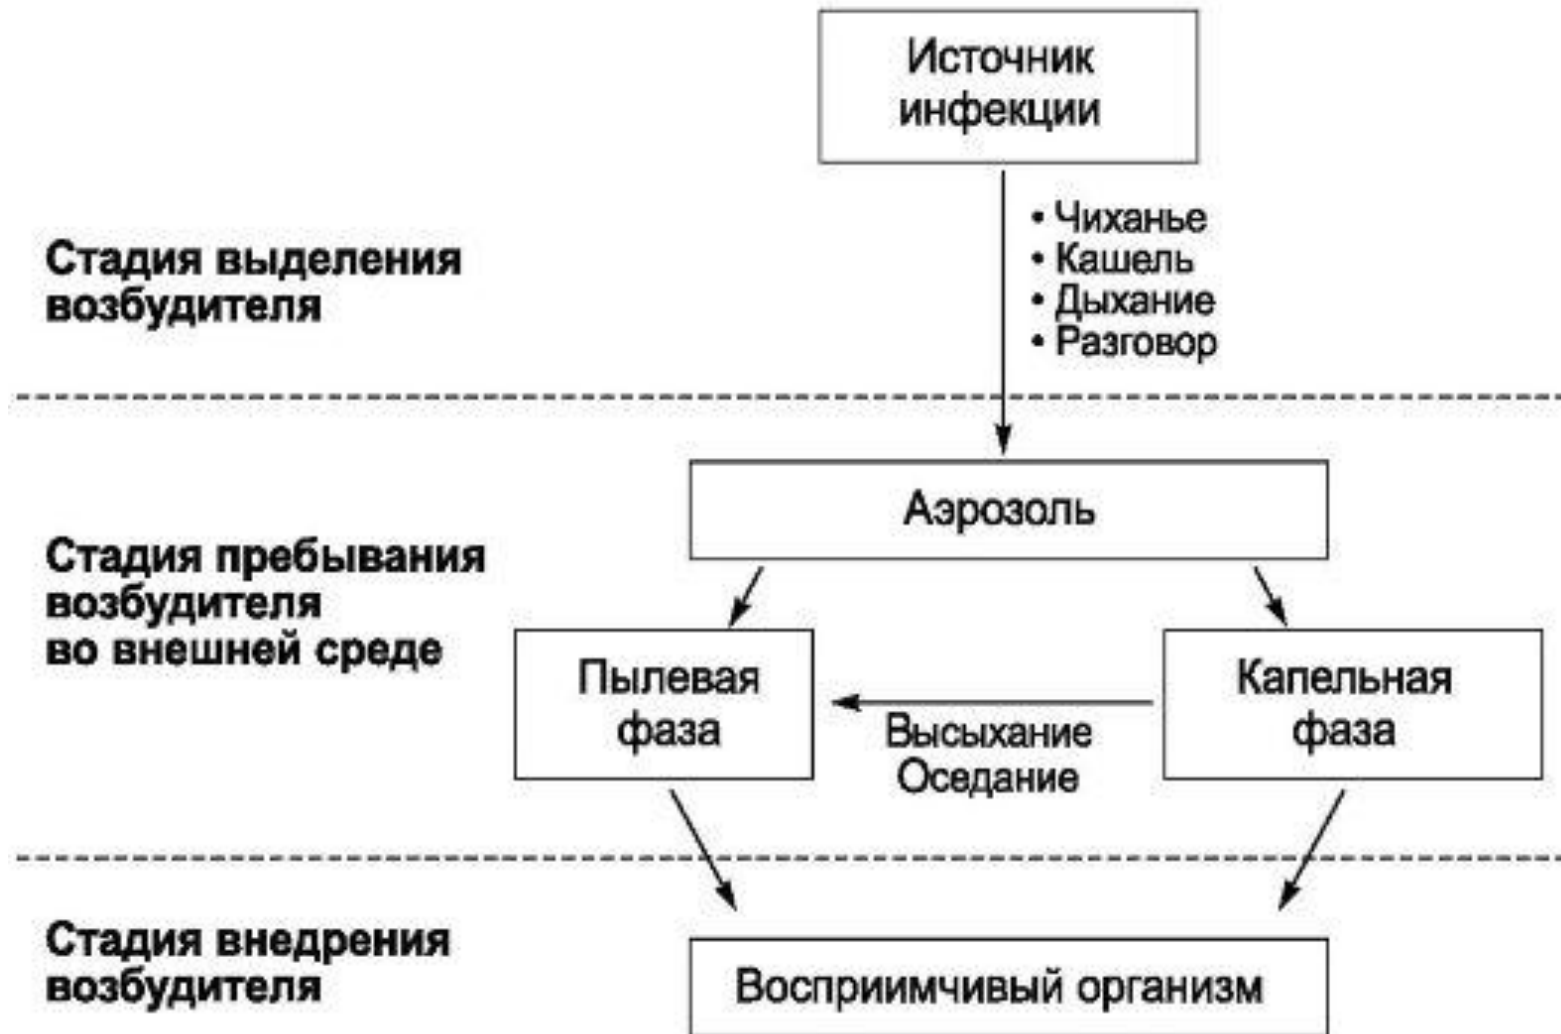 Источник
инфекции
• Чиханье
• Кашель
• Дыхание
• Разговор
Стадия выделения
возбудителя
Аэрозоль
Стадия пребывания
возбудителя
во внешней среде
Пылевая
фаза
Высыхание
Оседание
Капельная
фаза
Стадия внедрения
возбудителя
Восприимчивый организм